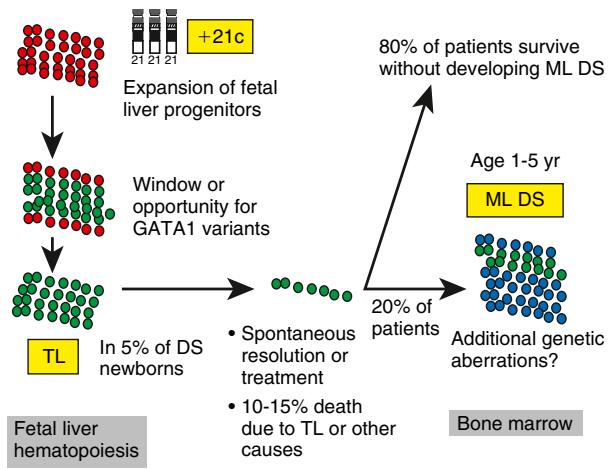 +21c
21 21 21
Expansion of fetal
liver progenitors
Window or
opportunity for
GATA1 variants
TL
In 5% of DS
newborns
Fetal liver
hematopoiesis
• Spontaneous
resolution or
treatment
• 10-15% death
due to TL or other
causes
80% of patients survive
without developing ML DS
20% of
patients
Age 1-5 yr
ML DS
Additional genetic
aberrations?
Bone marrow